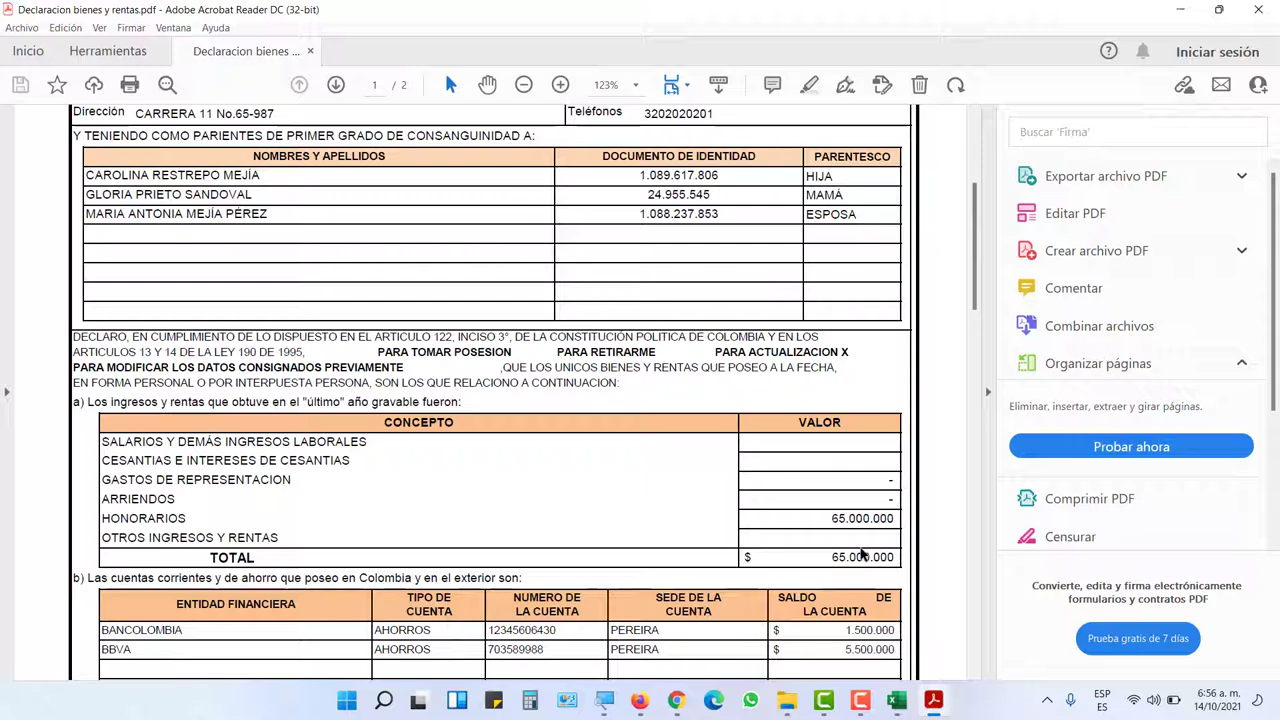 Declaracion bienes y rentas.pdf - Adobe Acrobat Reader DC (32-bit)
Archivo Edición Ver Firmar Ventana Ayuda
Inicio Herramientas Declaracion bienes ... × Iniciar sesión
1 / 2 123%
Dirección CARRERA 11 No.65-987 Teléfonos 3202020201
Y TENIENDO COMO PARIENTES DE PRIMER GRADO DE CONSANGUINIDAD A:
NOMBRES Y APELLIDOS DOCUMENTO DE IDENTIDAD PARENTESCO
CAROLINA RESTREPO MEJÍA 1.089.617.806 HIJA
GLORIA PRIETO SANDOVAL 24.955.545 MAMÁ
MARIA ANTONIA MEJÍA PÉREZ 1.088.237.853 ESPOSA
DECLARO, EN CUMPLIMIENTO DE LO DISPUESTO EN EL ARTICULO 122, INCISO 3°, DE LA CONSTITUCIÓN POLITICA DE COLOMBIA Y EN LOS
ARTICULOS 13 Y 14 DE LA LEY 190 DE 1995, PARA TOMAR POSESION PARA RETIRARME PARA ACTUALIZACION X
PARA MODIFICAR LOS DATOS CONSIGNADOS PREVIAMENTE ,QUE LOS UNICOS BIENES Y RENTAS QUE POSEO A LA FECHA,
EN FORMA PERSONAL O POR INTERPUESTA PERSONA, SON LOS QUE RELACIONO A CONTINUACION:
a) Los ingresos y rentas que obtuve en el "último" año gravable fueron:
CONCEPTO VALOR
SALARIOS Y DEMÁS INGRESOS LABORALES
CESANTIAS E INTERESES DE CESANTIAS
GASTOS DE REPRESENTACION -
ARRIENDOS -
HONORARIOS 65.000.000
OTROS INGRESOS Y RENTAS
TOTAL $ 65.000.000
b) Las cuentas corrientes y de ahorro que poseo en Colombia y en el exterior son:
ENTIDAD FINANCIERA TIPO DE CUENTA NUMERO DE LA CUENTA SEDE DE LA CUENTA SALDO DE LA CUENTA
BANCOLOMBIA AHORROS 12345606430 PEREIRA $ 1.500.000
BBVA AHORROS 703589988 PEREIRA $ 5.500.000
Buscar 'Firma'
Exportar archivo PDF
Editar PDF
Crear archivo PDF
Comentar
Combinar archivos
Organizar páginas
Eliminar, insertar, extraer y girar páginas.
Probar ahora
Comprimir PDF
Censurar
Convierte, edita y firma electrónicamente
formularios y contratos PDF
Prueba gratis de 7 días
ESP
ES
6:56 a. m.
14/10/2021